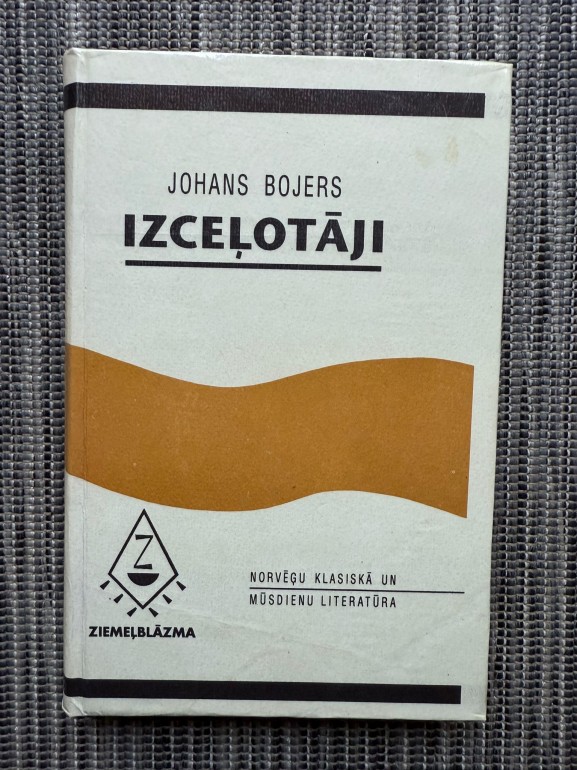 JOHANS BOJERS
IZCEĻOTĀJI
Z
ZIEMEĻBLĀZMA
NORVĒĢU KLASISKĀ UN
MŪSDIENU LITERATŪRA